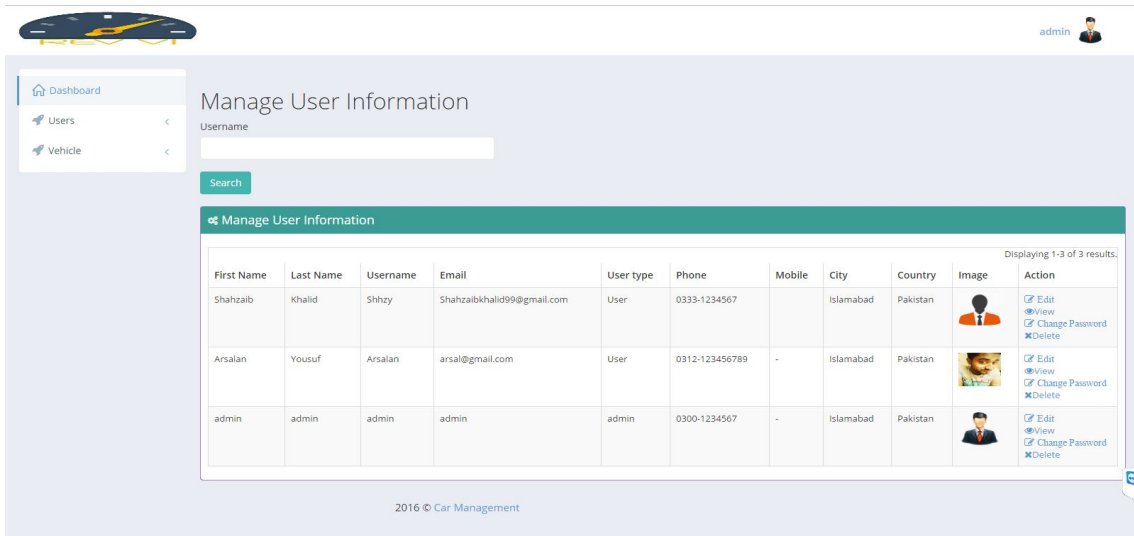 admin
Dashboard
Users
Vehicle
Manage User Information
Username
Search
Manage User Information
Displaying 1-3 of 3 results.
First Name Last Name Username Email User type Phone Mobile City Country Image Action
Shahzaib Khalid Shhzy Shahzaibkhalid99@gmail.com User 0333-1234567 Islamabad Pakistan Edit
View
Change Password
Delete
Arsalan Yousuf Arsalan arsal@gmail.com User 0312-123456789 - Islamabad Pakistan Edit
View
Change Password
Delete
admin admin admin admin admin 0300-1234567 - Islamabad Pakistan Edit
View
Change Password
Delete
2016 © Car Management